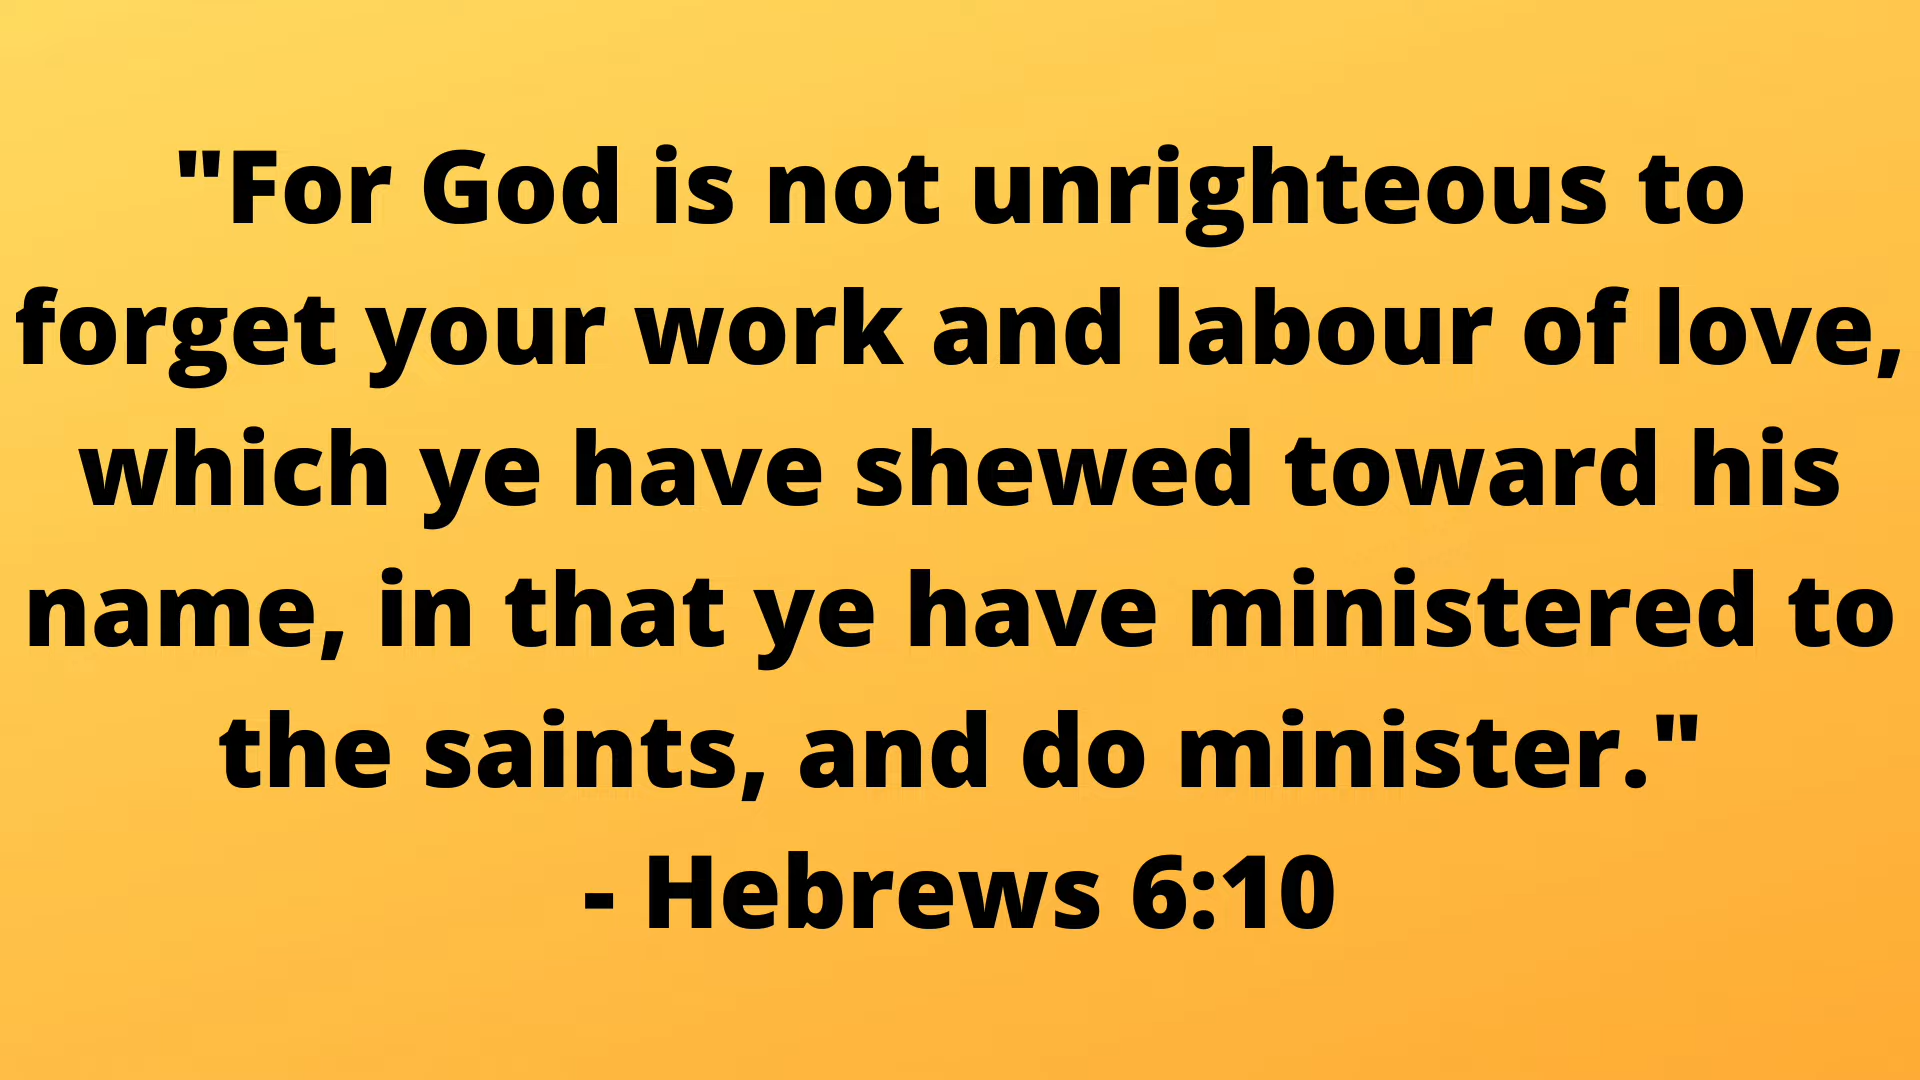 "For God is not unrighteous to
forget your work and labour of love,
which ye have shewed toward his
name, in that ye have ministered to
the saints, and do minister."
- Hebrews 6:10